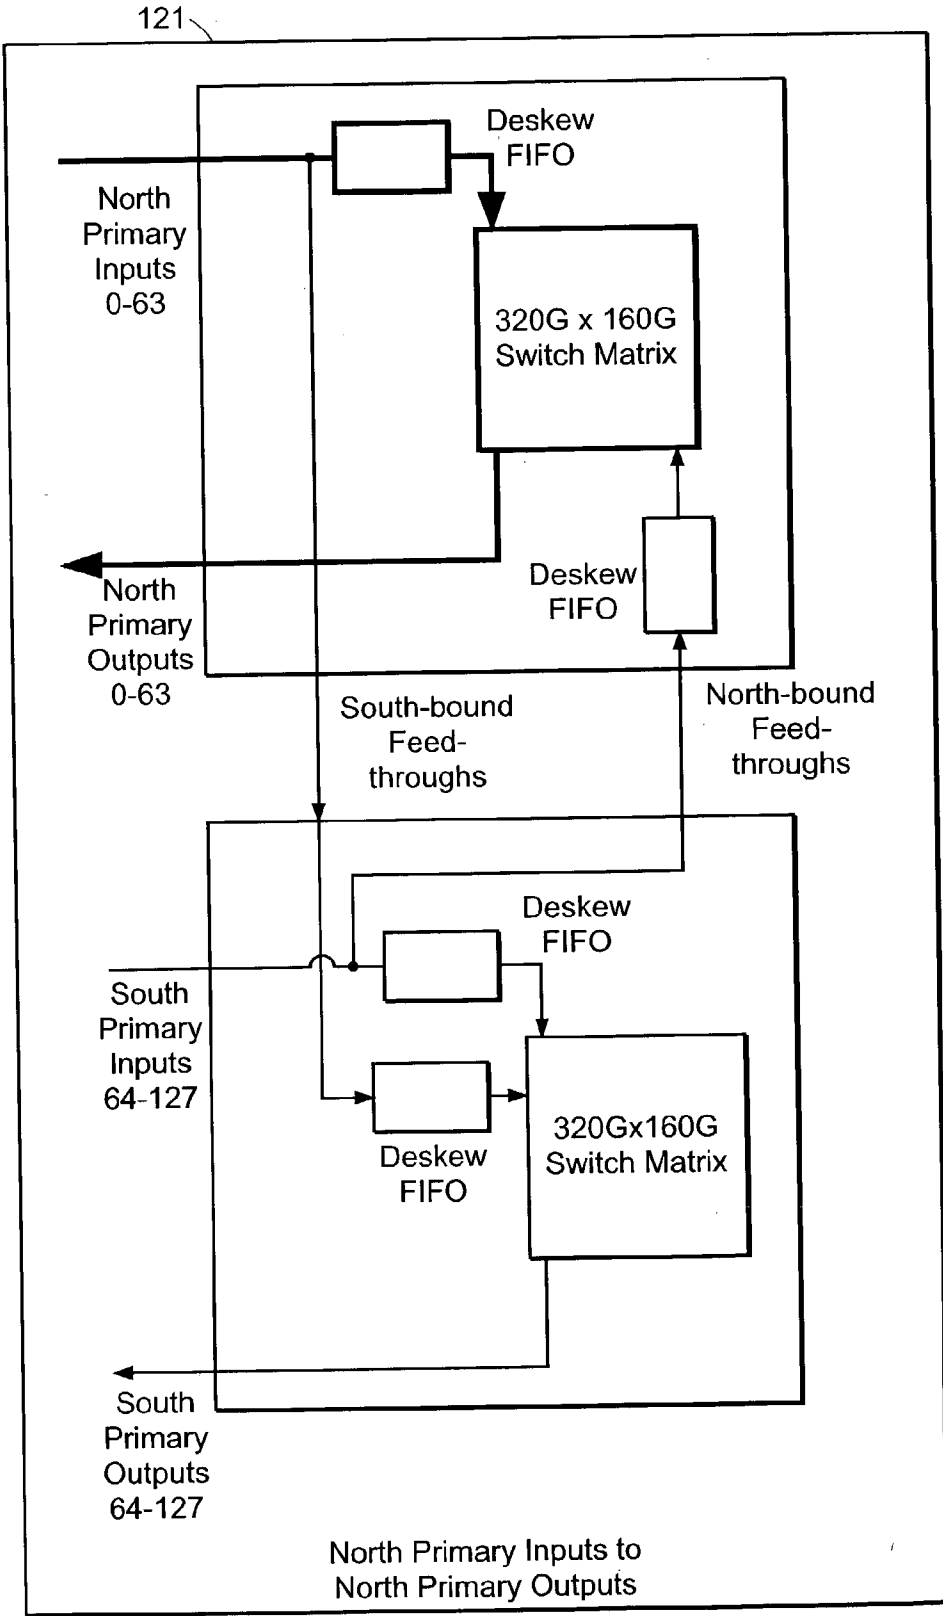 121
Deskew
FIFO
North
Primary
Inputs
0-63
320G x 160G
Switch Matrix
Deskew
FIFO
North
Primary
Outputs
0-63
South-bound
Feed-
throughs
North-bound
Feed-
throughs
Deskew
FIFO
South
Primary
Inputs
64-127
320Gx160G
Switch Matrix
Deskew
FIFO
South
Primary
Outputs
64-127
North Primary Inputs to
North Primary Outputs